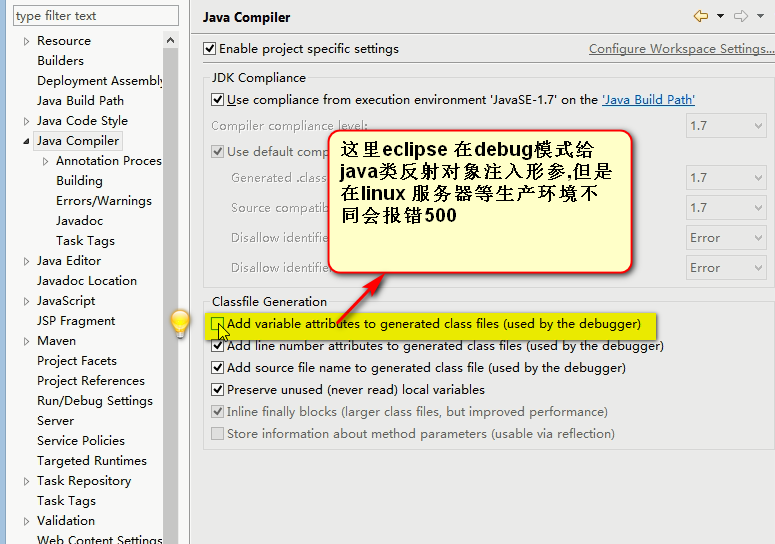 type filter text
Resource
Builders
Deployment Assembly
Java Build Path
Java Code Style
Java Compiler
Annotation Proces
Building
Errors/Warnings
Javadoc
Task Tags
Java Editor
Javadoc Location
JavaScript
JSP Fragment
Maven
Project Facets
Project References
Run/Debug Settings
Server
Service Policies
Targeted Runtimes
Task Repository
Task Tags
Validation
Web Content Settings
Java Compiler
Enable project specific settings
Configure Workspace Settings...
JDK Compliance
Use compliance from execution environment 'JavaSE-1.7' on the 'Java Build Path'
Compiler compliance level:
1.7
Use default comp
Generated .class
1.7
Source compatib
1.7
Disallow identifie
Error
Disallow identifie
Error
这里eclipse 在debug模式给
java类反射对象注入形参,但是
在linux 服务器等生产环境不
同会报错500
Classfile Generation
Add variable attributes to generated class files (used by the debugger)
Add line number attributes to generated class files (used by the debugger)
Add source file name to generated class file (used by the debugger)
Preserve unused (never read) local variables
Inline finally blocks (larger class files, but improved performance)
Store information about method parameters (usable via reflection)